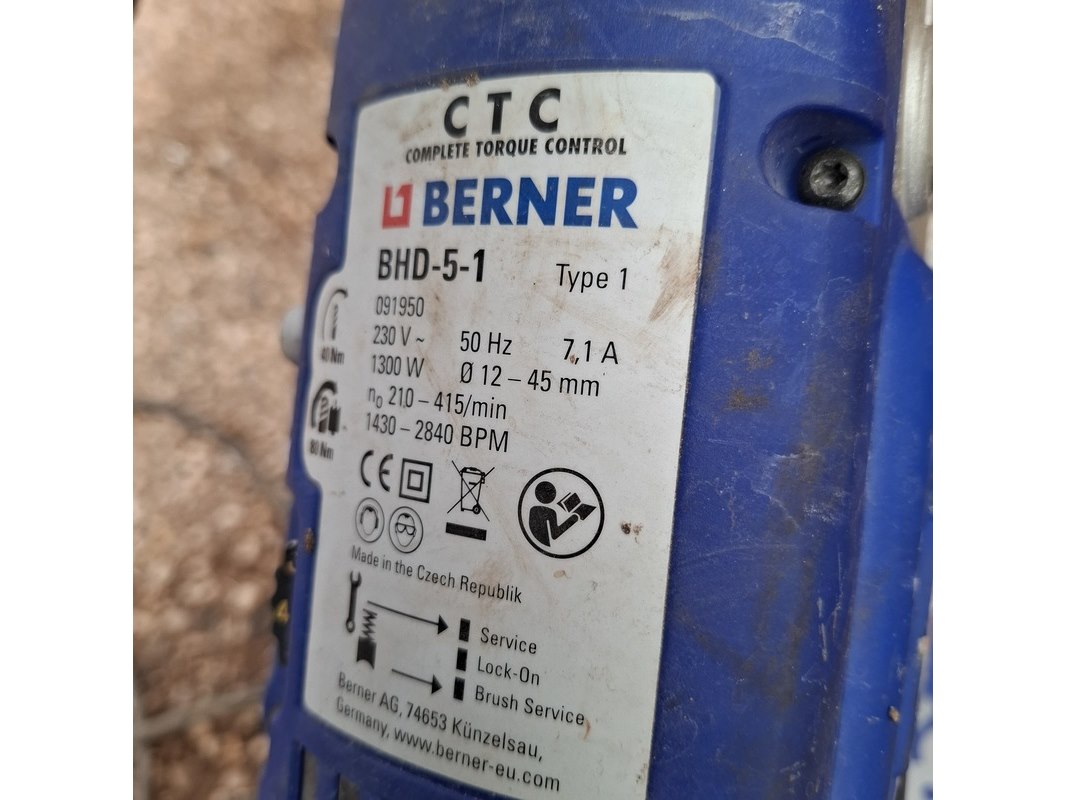 CTC
COMPLETE TORQUE CONTROL
BERNER
BHD-5-1 Type 1
091950
230 V ~ 50 Hz 7,1 A
1300 W Ø 12 – 45 mm
n₀ 210 – 415/min
1430 – 2840 BPM
40 Nm
80 Nm
CE
Made in the Czech Republik
Service
Lock-On
Brush Service
Berner AG, 74653 Künzelsau,
Germany, www.berner-eu.com